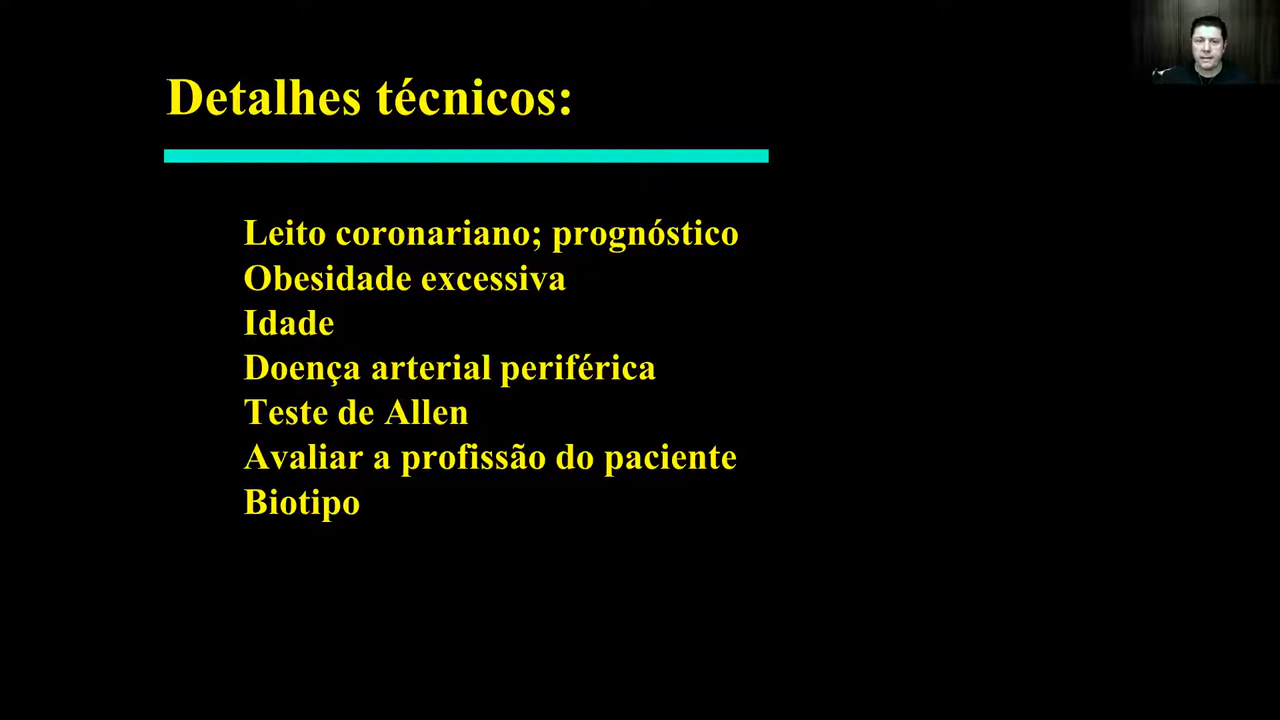 Detalhes técnicos:
Leito coronariano; prognóstico
Obesidade excessiva
Idade
Doença arterial periférica
Teste de Allen
Avaliar a profissão do paciente
Biotipo